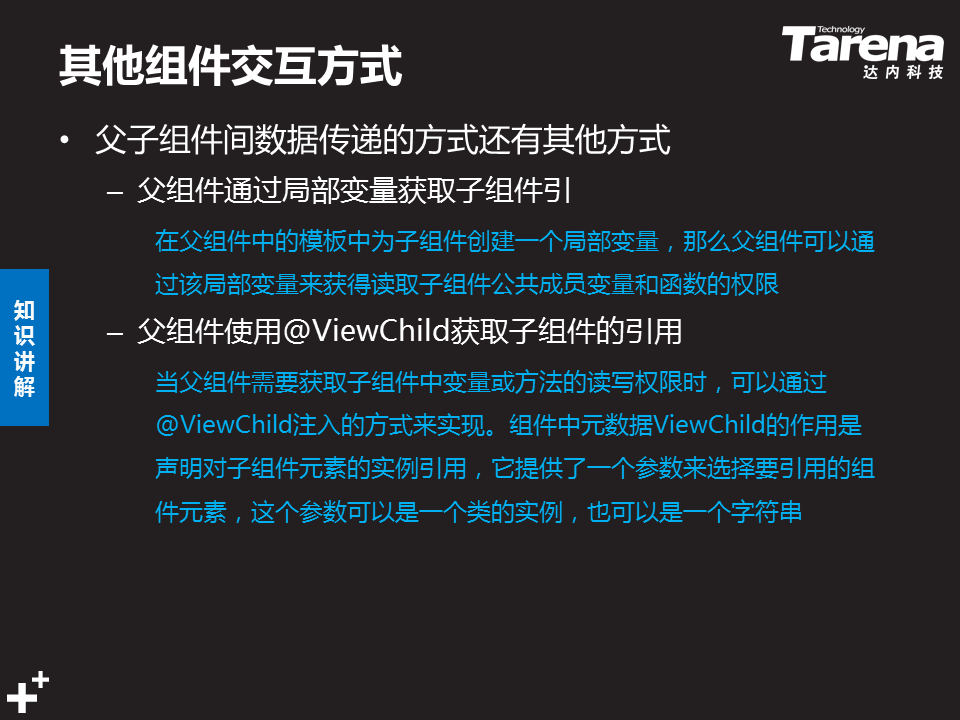 其他组件交互方式
Technology
Tarena
达内科技
• 父子组件间数据传递的方式还有其他方式
– 父组件通过局部变量获取子组件引
在父组件中的模板中为子组件创建一个局部变量，那么父组件可以通
过该局部变量来获得读取子组件公共成员变量和函数的权限
– 父组件使用@ViewChild获取子组件的引用
当父组件需要获取子组件中变量或方法的读写权限时，可以通过
@ViewChild注入的方式来实现。组件中元数据ViewChild的作用是
声明对子组件元素的实例引用，它提供了一个参数来选择要引用的组
件元素，这个参数可以是一个类的实例，也可以是一个字符串
知
识
讲
解